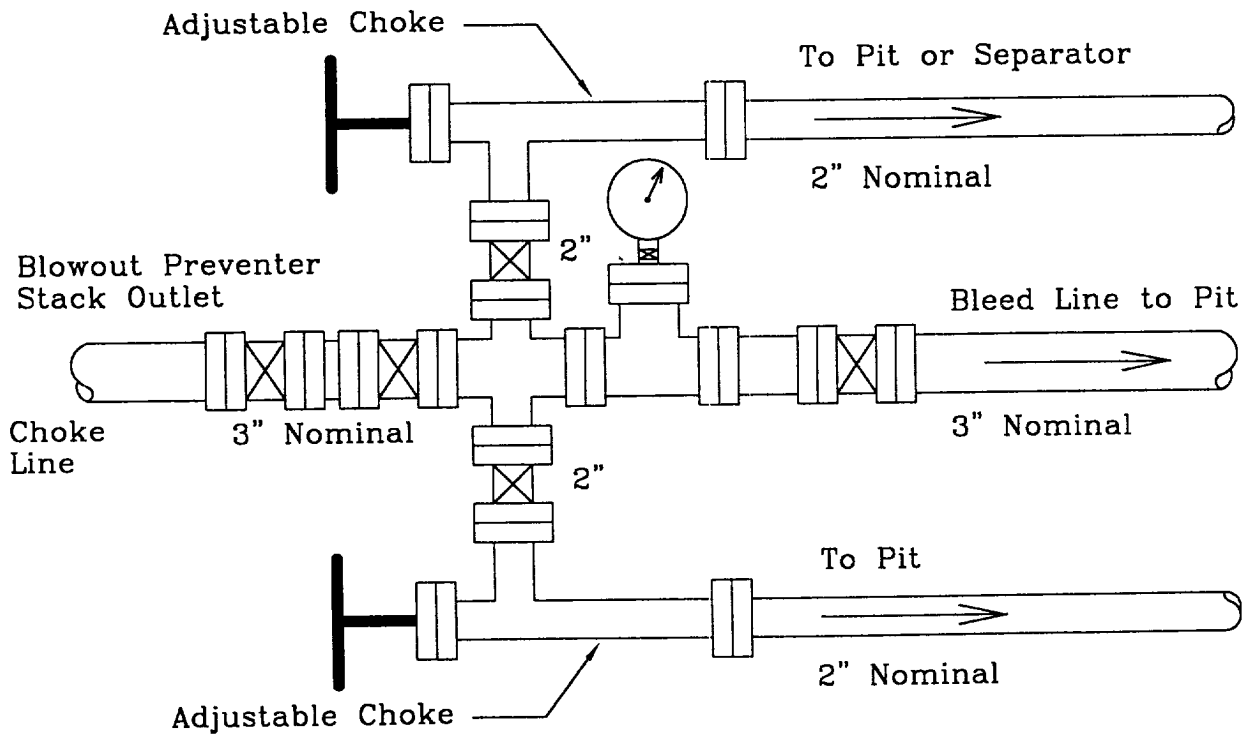 Adjustable Choke
To Pit or Separator
2" Nominal
2"
Blowout Preventer
Stack Outlet
Bleed Line to Pit
Choke
Line
3" Nominal
3" Nominal
2"
To Pit
2" Nominal
Adjustable Choke